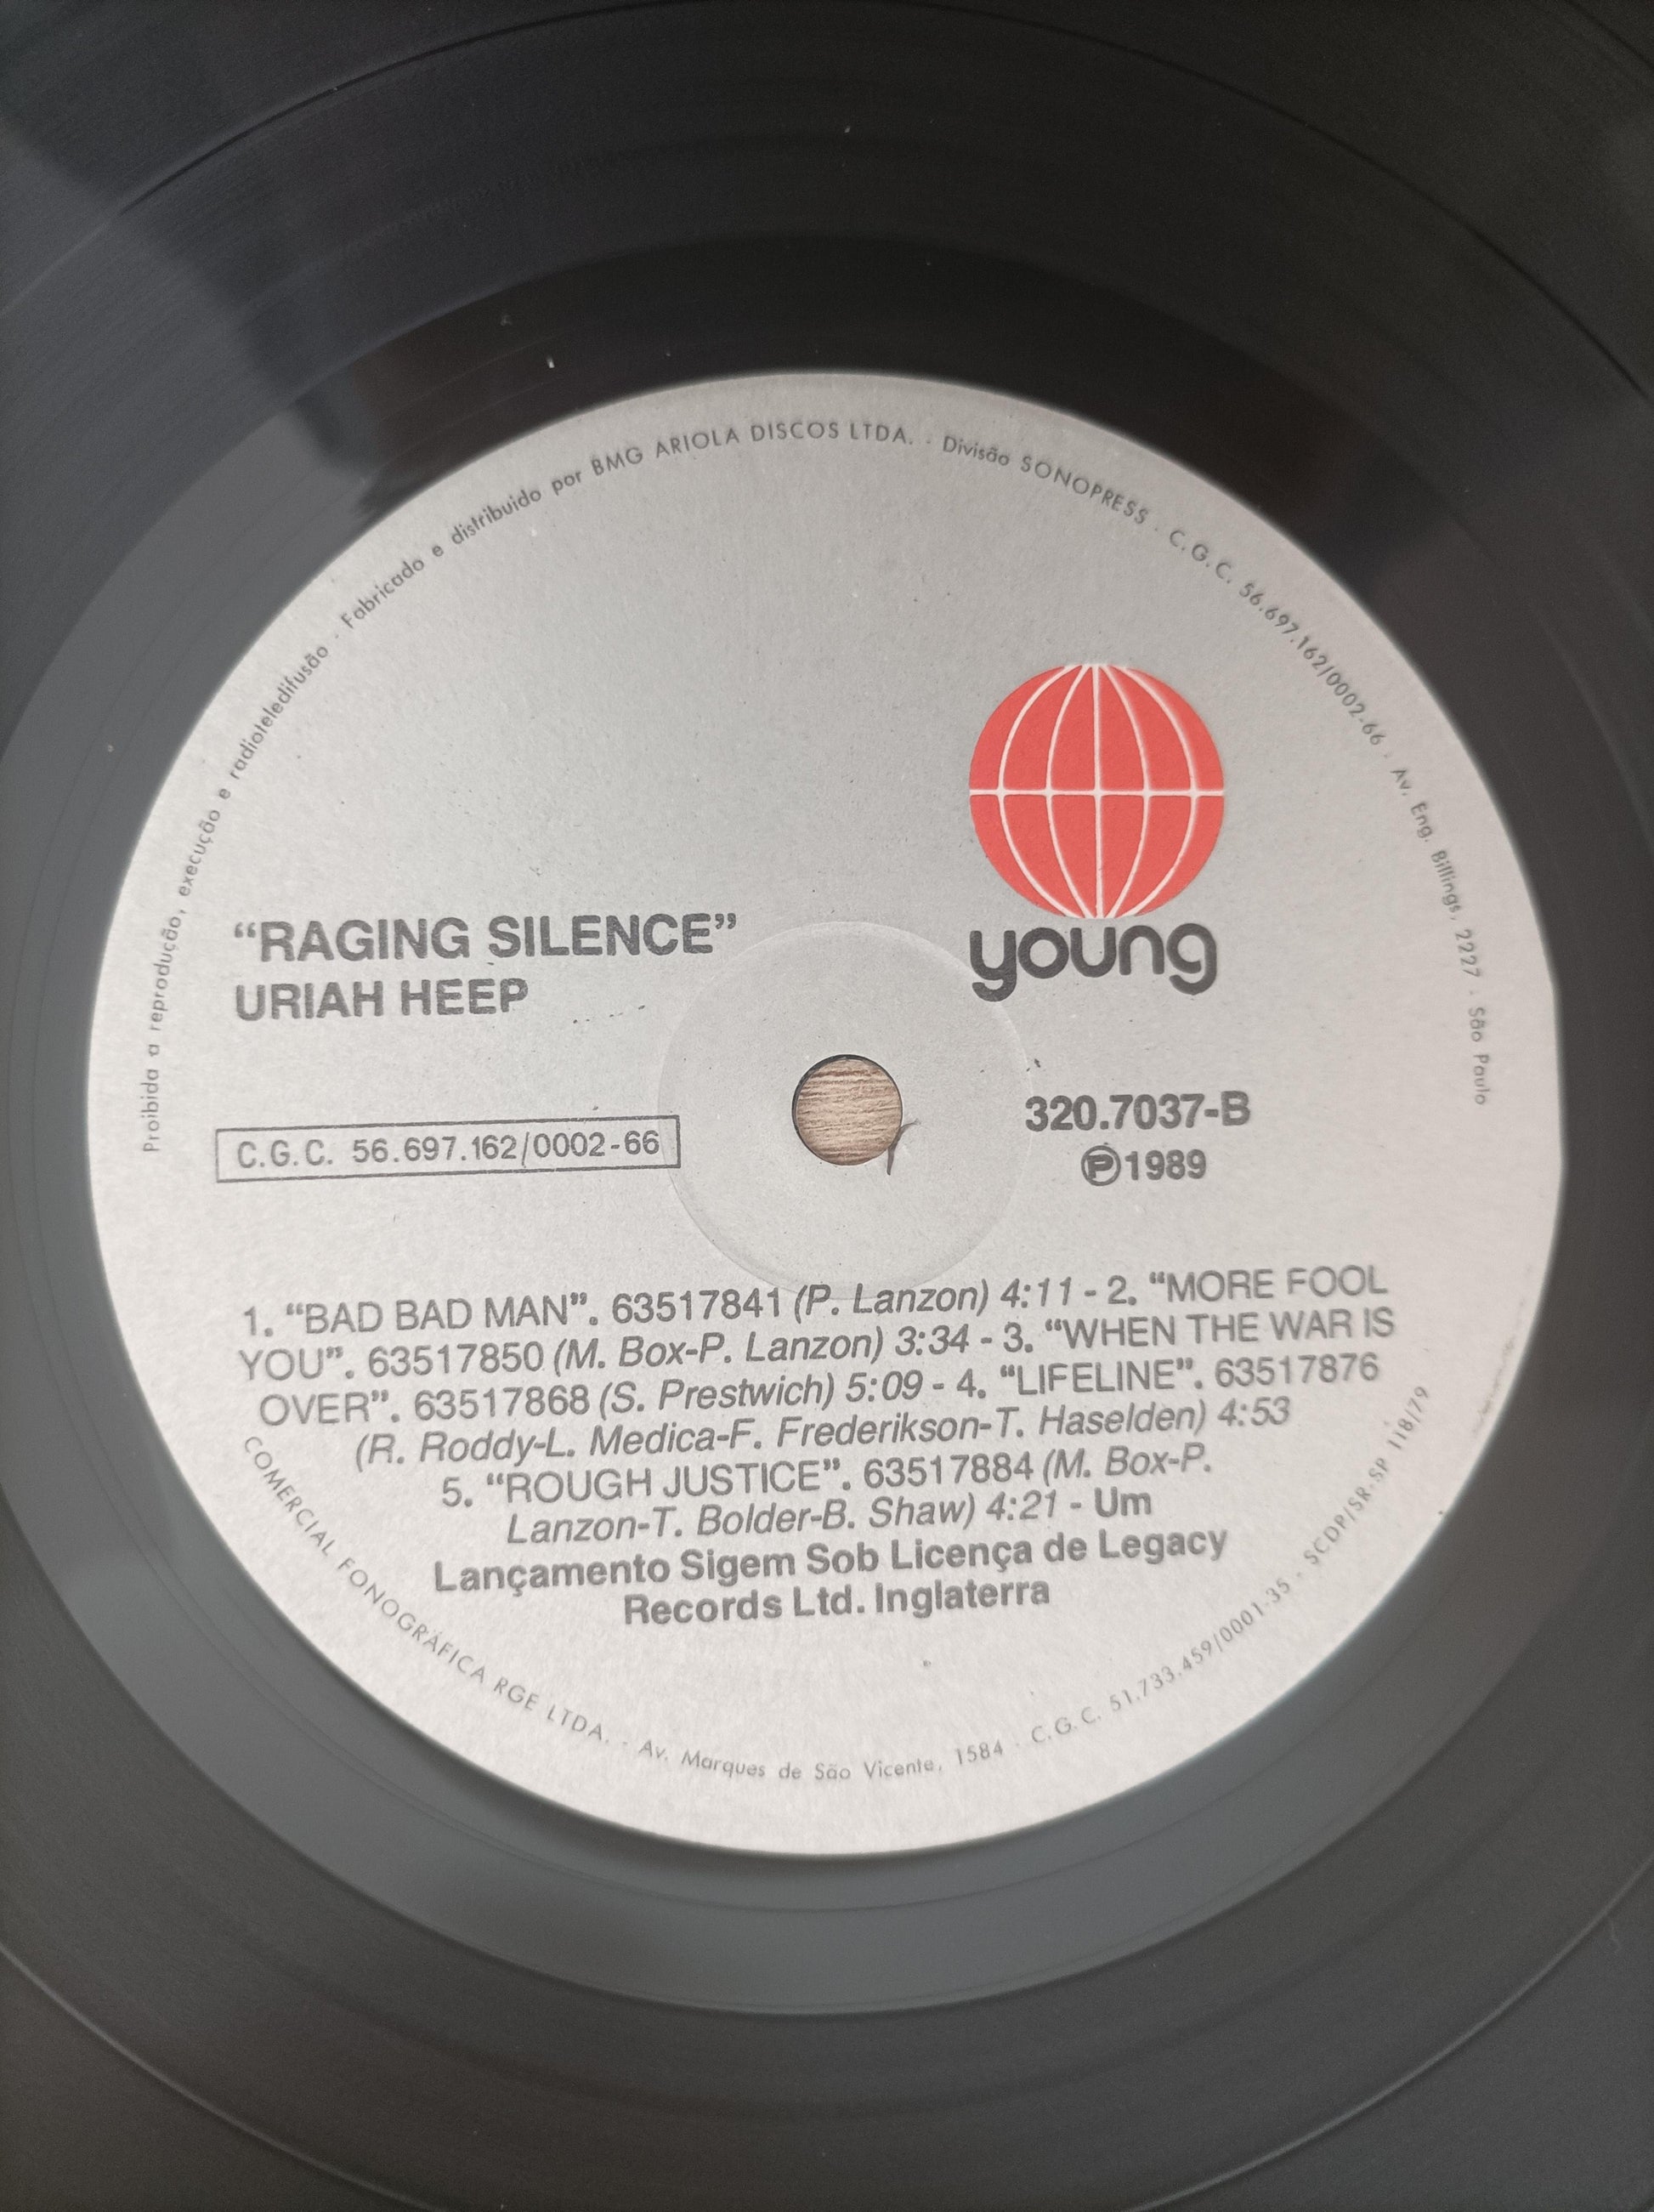 Proibida a reprodução, execução e radioteledifusão · Fabricado e distribuido por BMG ARIOLA DISCOS LTDA. · Divisão SONOPRESS · C.G.C. 56.697.162/0002-66 · Av. Eng. Billings, 2227 · São Paulo
young
“RAGING SILENCE”
URIAH HEEP
C.G.C. 56.697.162/0002-66
320.7037-B
Ⓟ1989
1. “BAD BAD MAN”. 63517841 (P. Lanzon) 4:11 - 2. “MORE FOOL
YOU”. 63517850 (M. Box-P. Lanzon) 3:34 - 3. “WHEN THE WAR IS
OVER”. 63517868 (S. Prestwich) 5:09 - 4. “LIFELINE”. 63517876
(R. Roddy-L. Medica-F. Frederikson-T. Haselden) 4:53
5. “ROUGH JUSTICE”. 63517884 (M. Box-P.
Lanzon-T. Bolder-B. Shaw) 4:21 - Um
Lançamento Sigem Sob Licença de Legacy
Records Ltd. Inglaterra
COMERCIAL FONOGRÁFICA RGE LTDA. · Av. Marques de São Vicente, 1584 · C.G.C. 51.733.459/0001-35 · SCDP/SR-SP 118/79